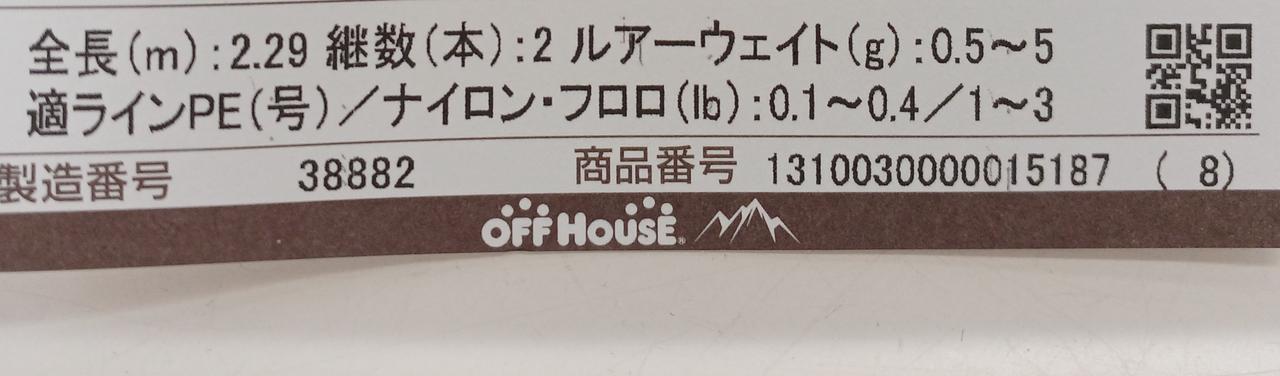 全長(m):2.29 継数(本):2 ルアーウェイト(g):0.5～5
適ラインPE(号)／ナイロン・フロロ(lb):0.1～0.4／1～3
製造番号 38882 商品番号 1310030000015187 ( 8)
OFF HOUSE®